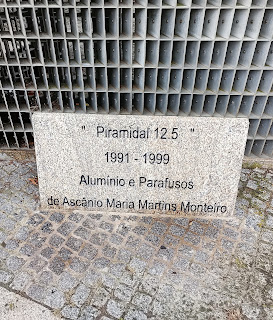 " Piramidal 12.5 "
1991 - 1999
Alumínio e Parafusos
de Ascânio Maria Martins Monteiro